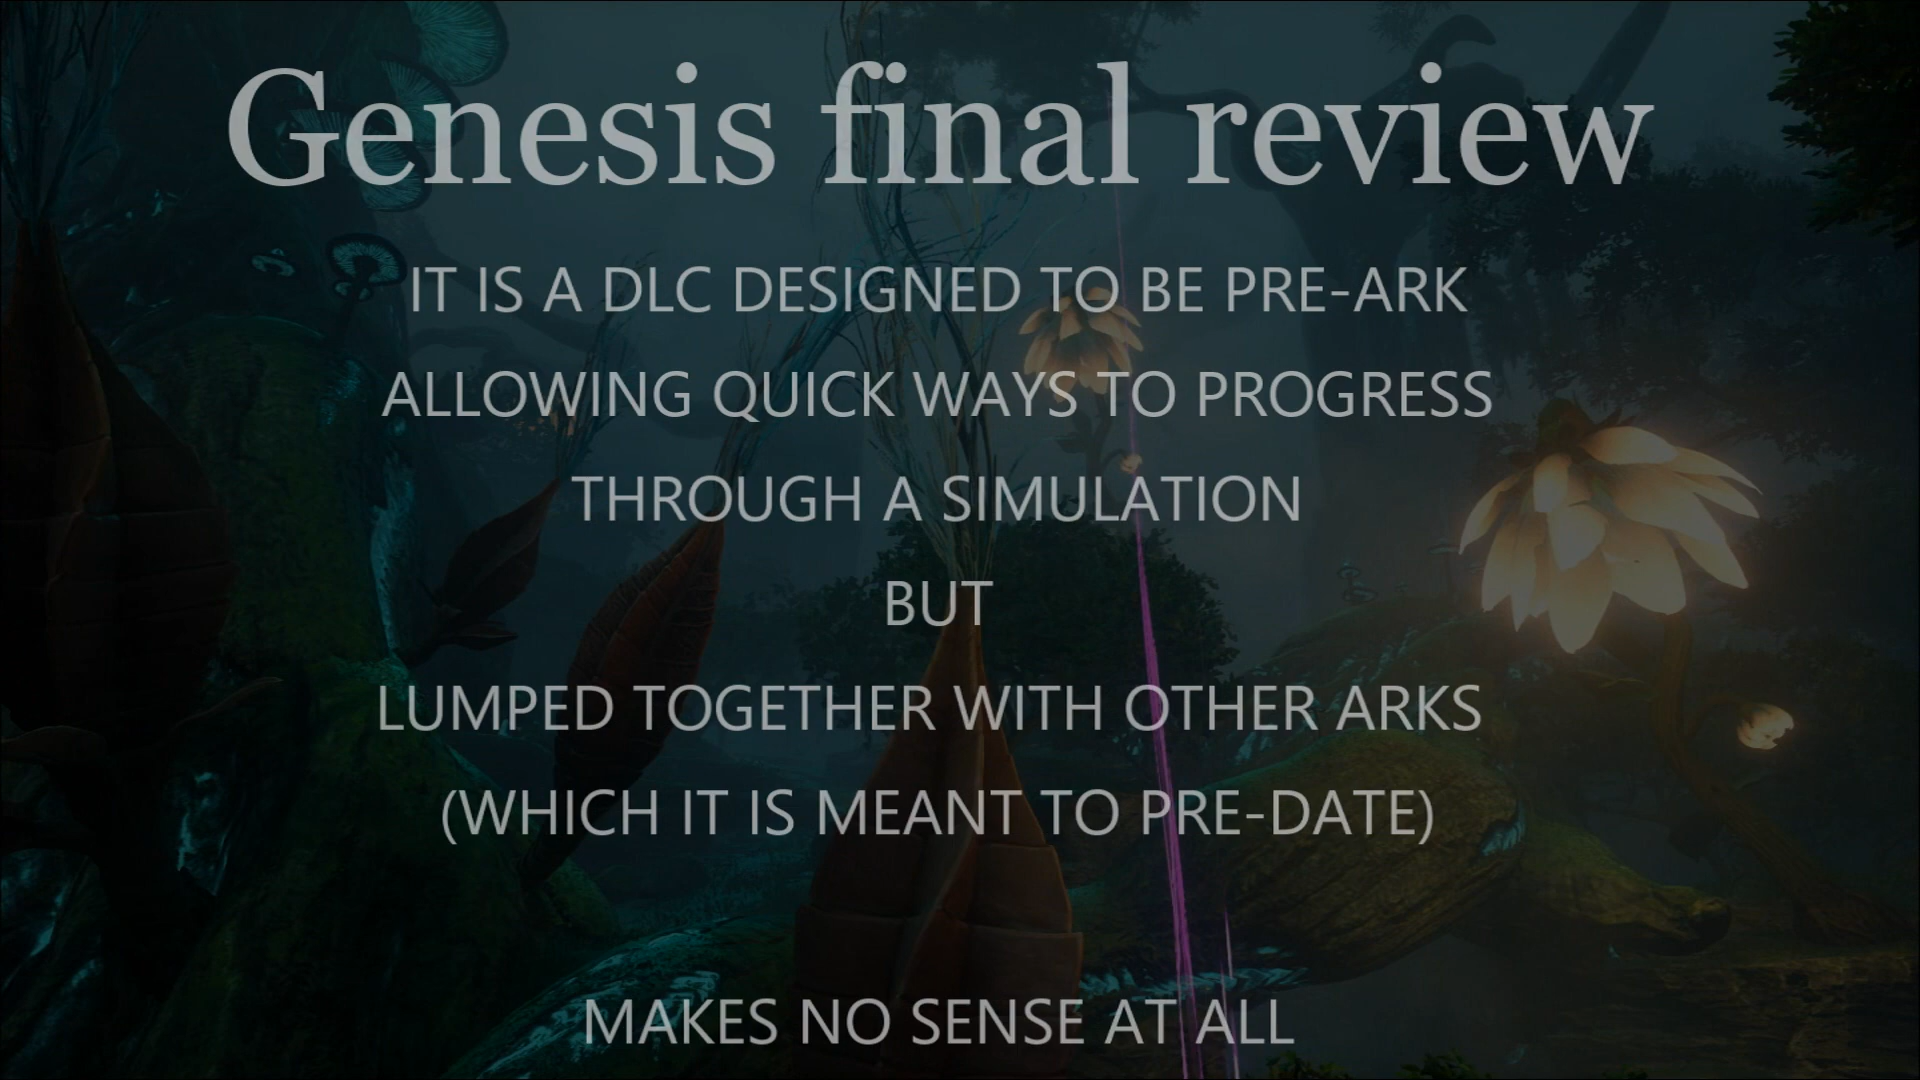 Genesis final review
IT IS A DLC DESIGNED TO BE PRE-ARK
ALLOWING QUICK WAYS TO PROGRESS
THROUGH A SIMULATION
BUT
LUMPED TOGETHER WITH OTHER ARKS
(WHICH IT IS MEANT TO PRE-DATE)
MAKES NO SENSE AT ALL